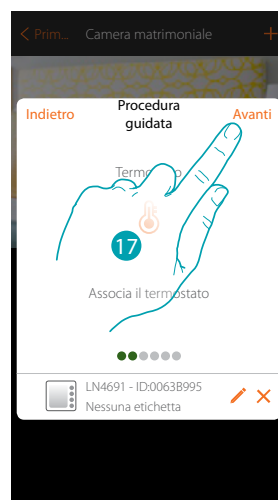 < Prim... Camera matrimoniale +
Indietro Procedura guidata Avanti
17
Associa il termostato
LN4691 - ID:0063B995
Nessuna etichetta